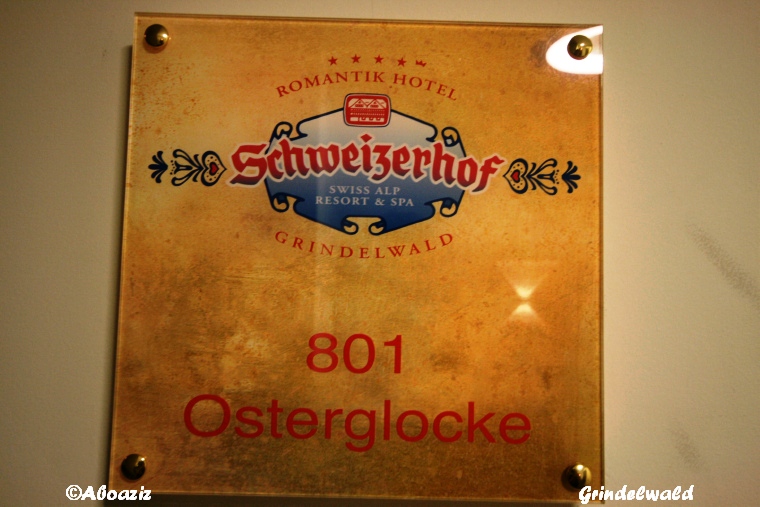 ROMANTIK HOTEL
Schweizerhof
SWISS ALP
RESORT & SPA
GRINDELWALD
801
Osterglocke
©Aboaziz
Grindelwald